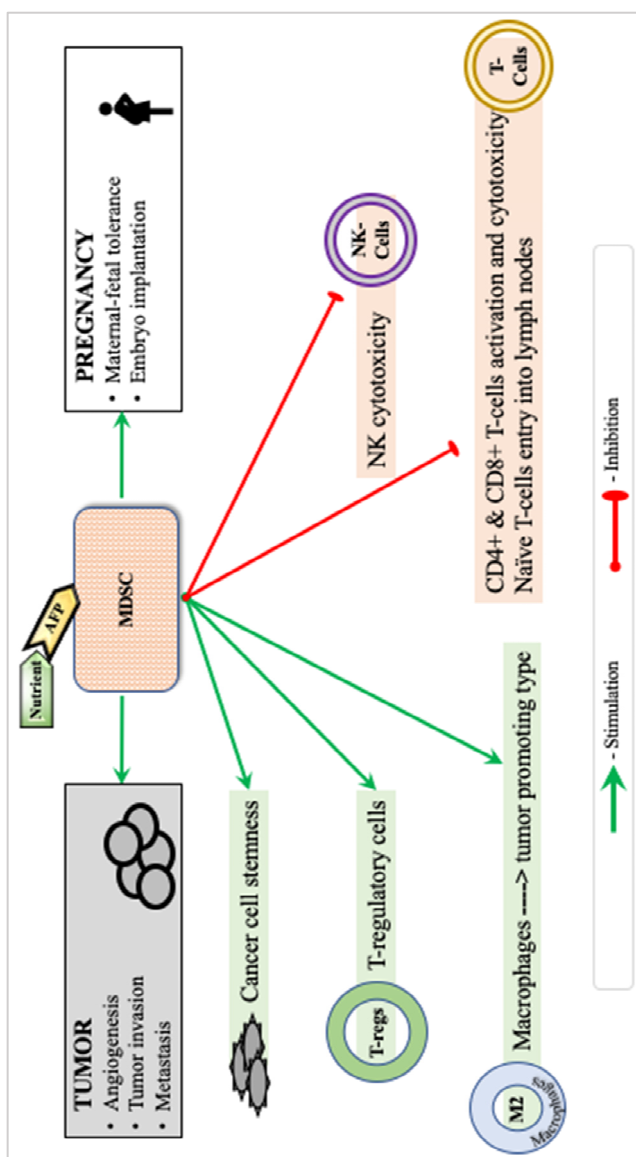 Nutrient
AFP
MDSC
TUMOR
• Angiogenesis
• Tumor invasion
• Metastasis
PREGNANCY
• Maternal-fetal tolerance
• Embryo implantation
Cancer cell stemness
T-regs
T-regulatory cells
NK cytotoxicity
NK-
Cells
M2
Macrophages
Macrophages ----> tumor promoting type
CD4+ & CD8+ T-cells activation and cytotoxicity
Naïve T-cells entry into lymph nodes
T-
Cells
- Stimulation
- Inhibition